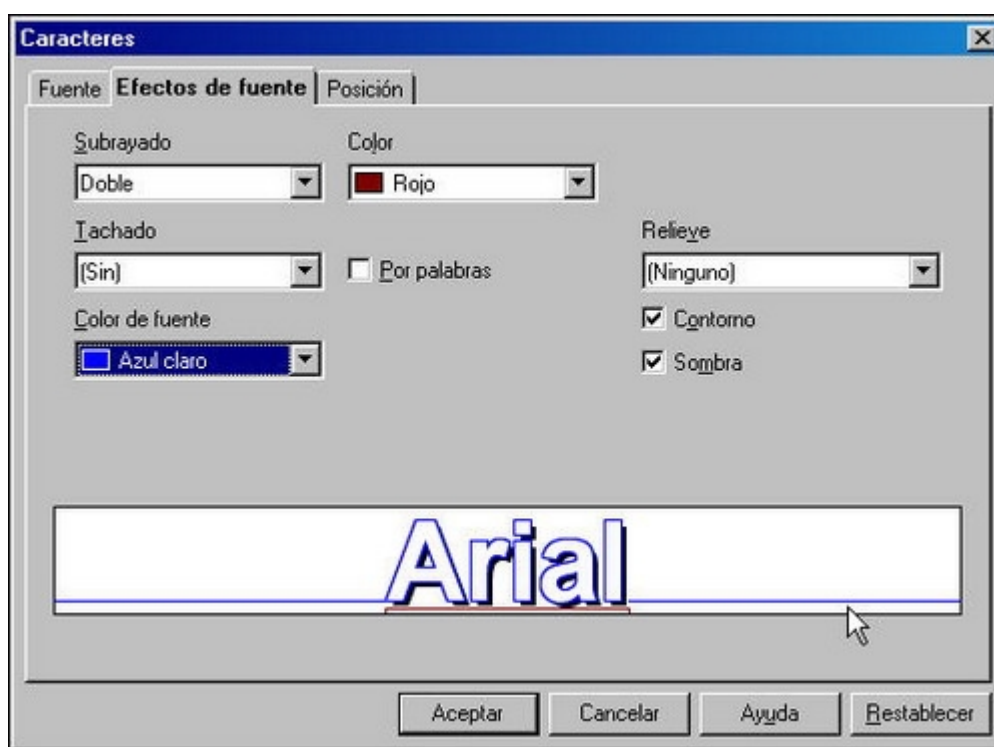 Caracteres
Fuente Efectos de fuente Posición
Subrayado Color
Doble Rojo
Tachado Relieve
(Sin) Por palabras (Ninguno)
Color de fuente Contorno
Azul claro Sombra
Arial
Aceptar Cancelar Ayuda Restablecer